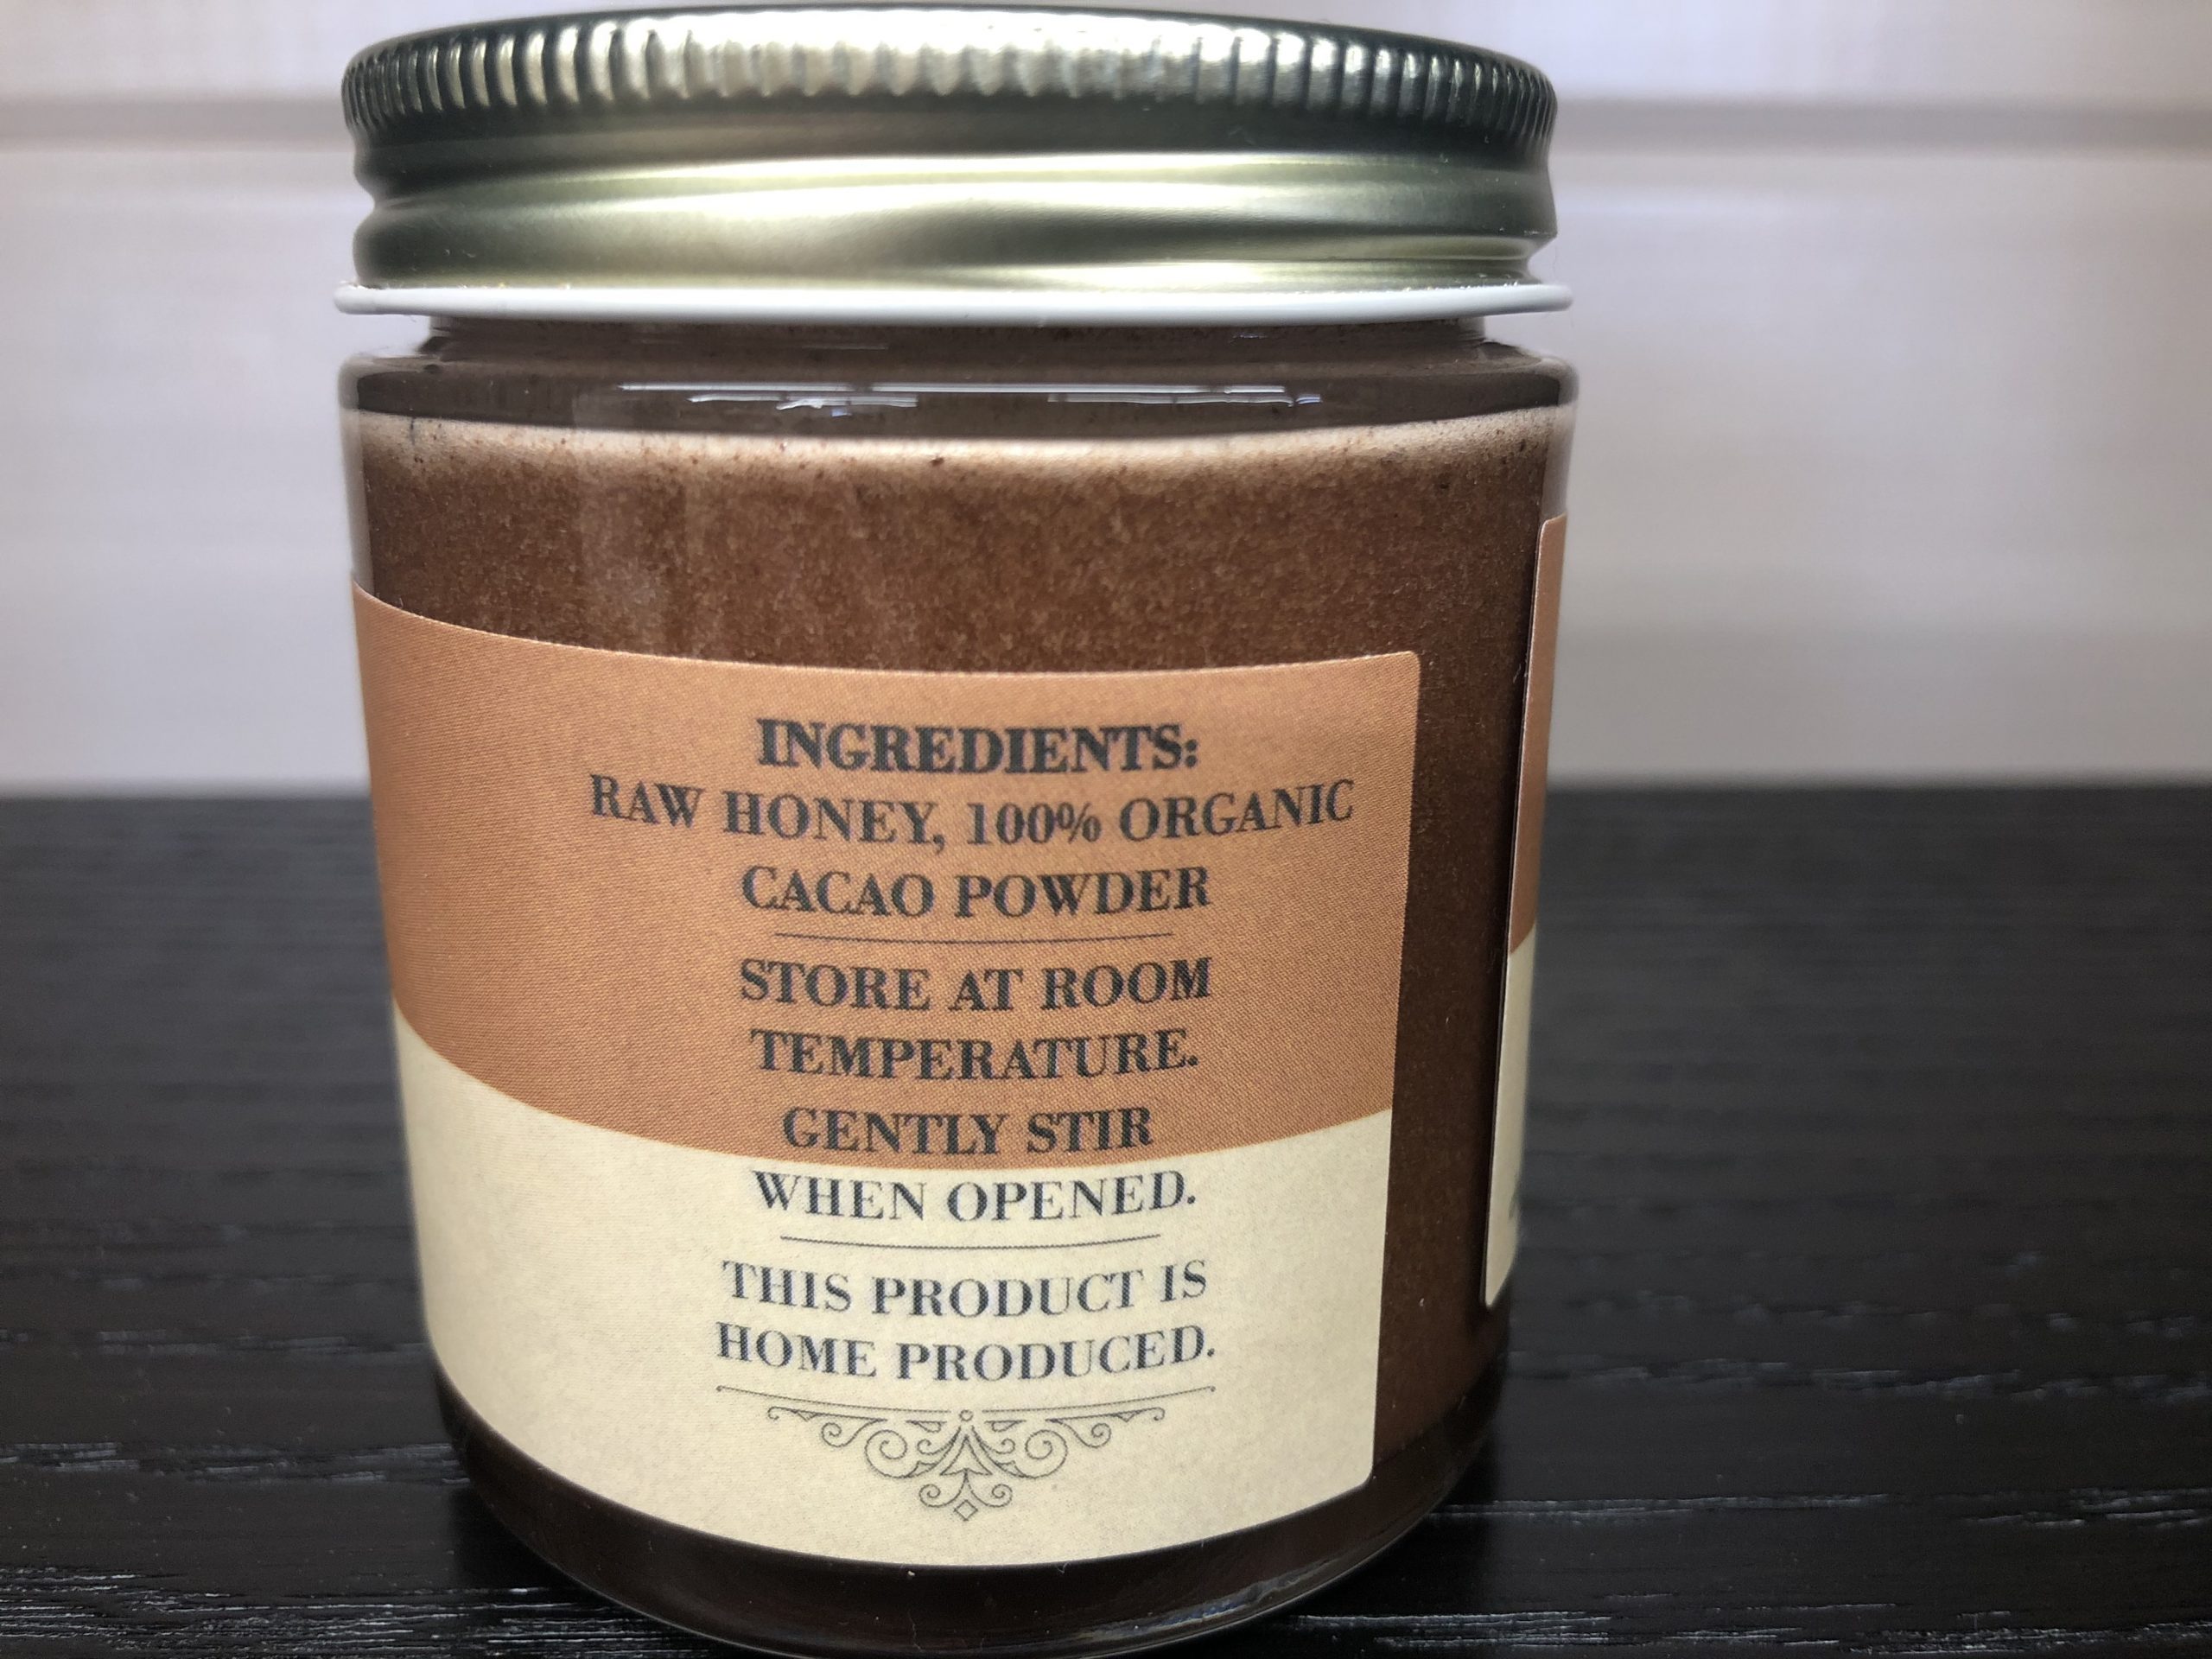 INGREDIENTS:
RAW HONEY, 100% ORGANIC
CACAO POWDER
STORE AT ROOM
TEMPERATURE.
GENTLY STIR
WHEN OPENED.
THIS PRODUCT IS
HOME PRODUCED.